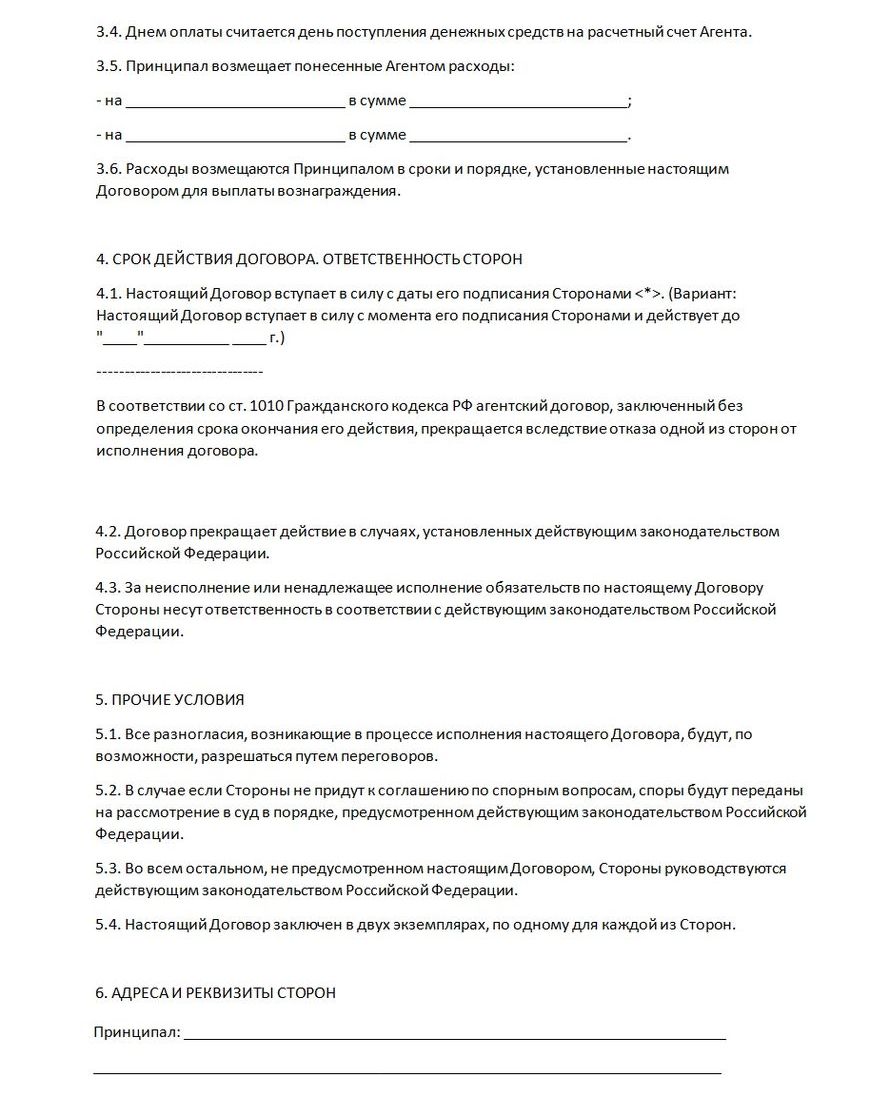 3.4. Днем оплаты считается день поступления денежных средств на расчетный счет Агента.
3.5. Принципал возмещает понесенные Агентом расходы:
- на __________________________ в сумме __________________________;
- на __________________________ в сумме __________________________.
3.6. Расходы возмещаются Принципалом в сроки и порядке, установленные настоящим
Договором для выплаты вознаграждения.
4. СРОК ДЕЙСТВИЯ ДОГОВОРА. ОТВЕТСТВЕННОСТЬ СТОРОН
4.1. Настоящий Договор вступает в силу с даты его подписания Сторонами <*>. (Вариант:
Настоящий Договор вступает в силу с момента его подписания Сторонами и действует до
"____"__________ ____ г.)
--------------------------------
В соответствии со ст. 1010 Гражданского кодекса РФ агентский договор, заключенный без
определения срока окончания его действия, прекращается вследствие отказа одной из сторон от
исполнения договора.
4.2. Договор прекращает действие в случаях, установленных действующим законодательством
Российской Федерации.
4.3. За неисполнение или ненадлежащее исполнение обязательств по настоящему Договору
Стороны несут ответственность в соответствии с действующим законодательством Российской
Федерации.
5. ПРОЧИЕ УСЛОВИЯ
5.1. Все разногласия, возникающие в процессе исполнения настоящего Договора, будут, по
возможности, разрешаться путем переговоров.
5.2. В случае если Стороны не придут к соглашению по спорным вопросам, споры будут переданы
на рассмотрение в суд в порядке, предусмотренном действующим законодательством Российской
Федерации.
5.3. Во всем остальном, не предусмотренном настоящим Договором, Стороны руководствуются
действующим законодательством Российской Федерации.
5.4. Настоящий Договор заключен в двух экземплярах, по одному для каждой из Сторон.
6. АДРЕСА И РЕКВИЗИТЫ СТОРОН
Принципал: ________________________________________________________________
__________________________________________________________________________